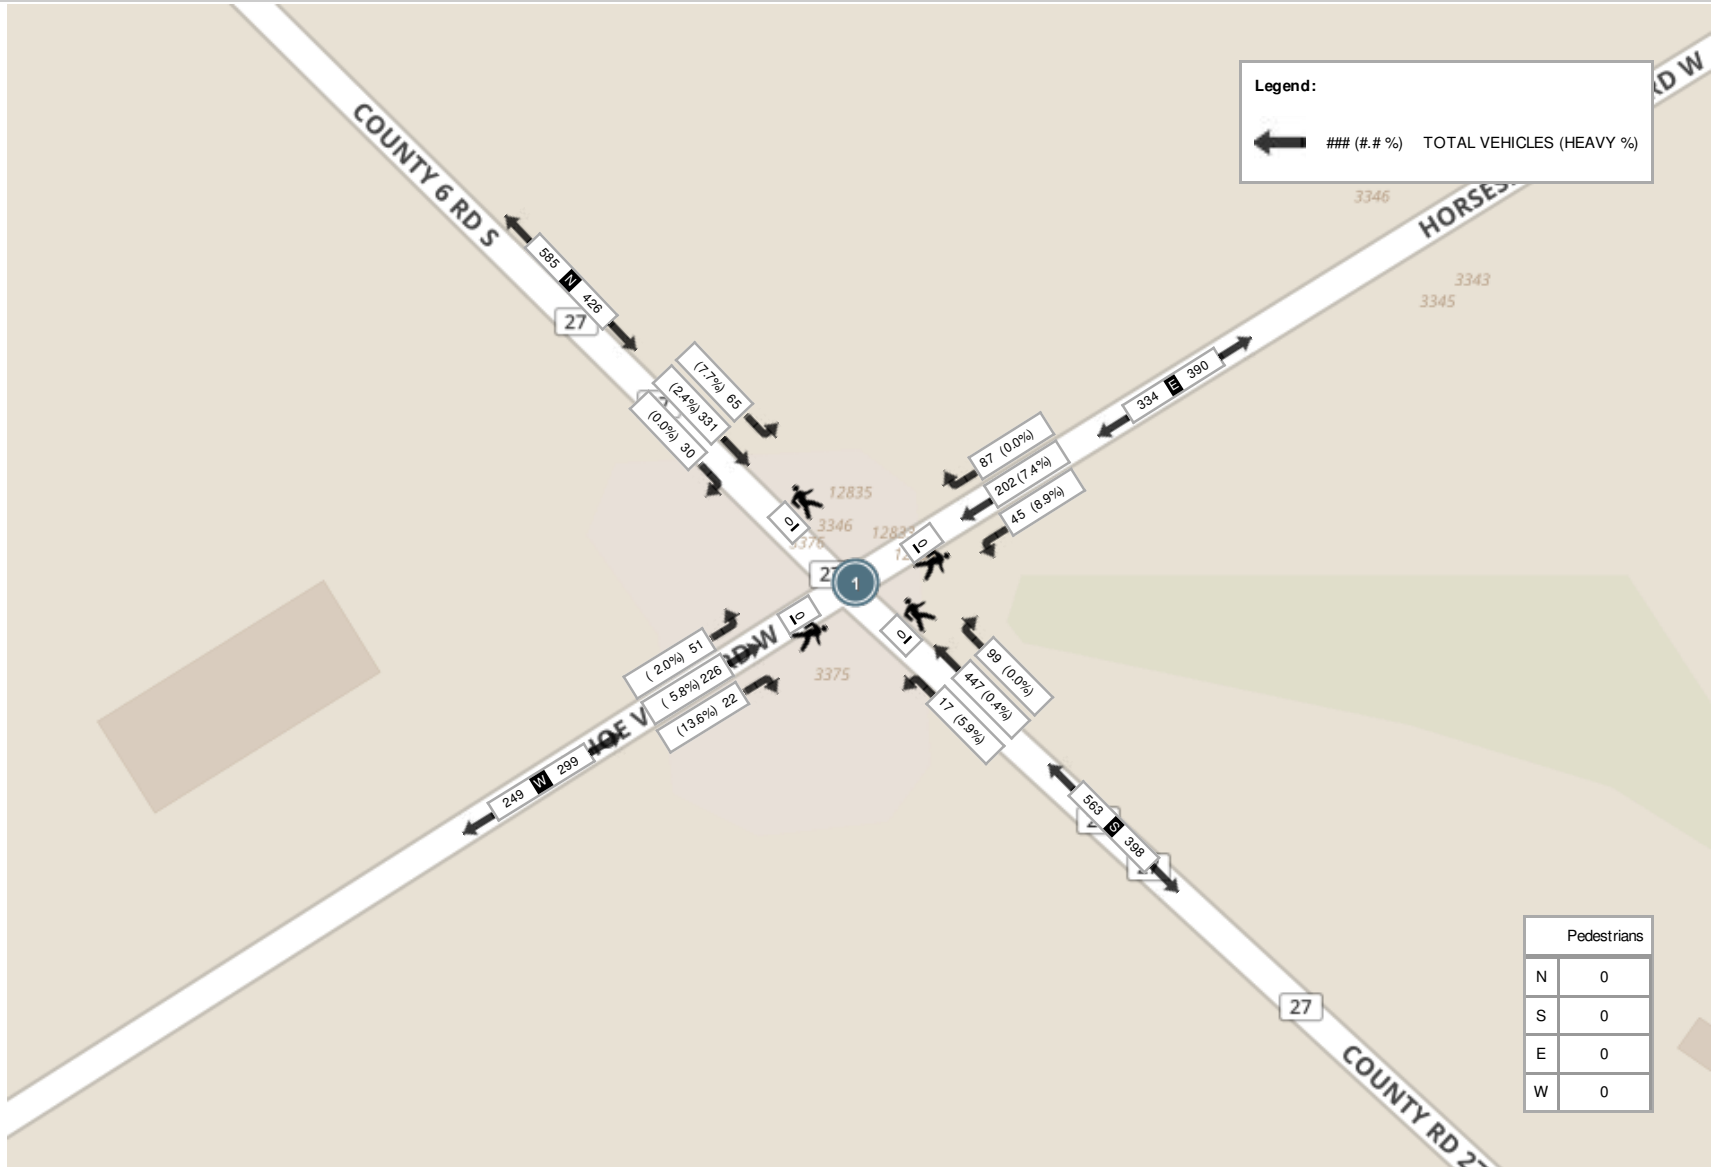 Legend:
### (#.# %) TOTAL VEHICLES (HEAVY %)
COUNTY 6 RD S
RD W
HORSES
3346
3343
3345
585 N 426
27
(7.7%) 65
(2.4%) 331
(0.0%) 30
334 E 390
87 (0.0%)
202 (7.4%)
45 (8.9%)
12835
3346
3376
0
0
27
1
0
0
RD W
3375
( 2.0%) 51
( 5.8%) 226
(13.6%) 22
99 (0.0%)
447 (0.4%)
17 (5.9%)
249 W 299
563 S 398
27
COUNTY RD 27
Pedestrians
N 0
S 0
E 0
W 0